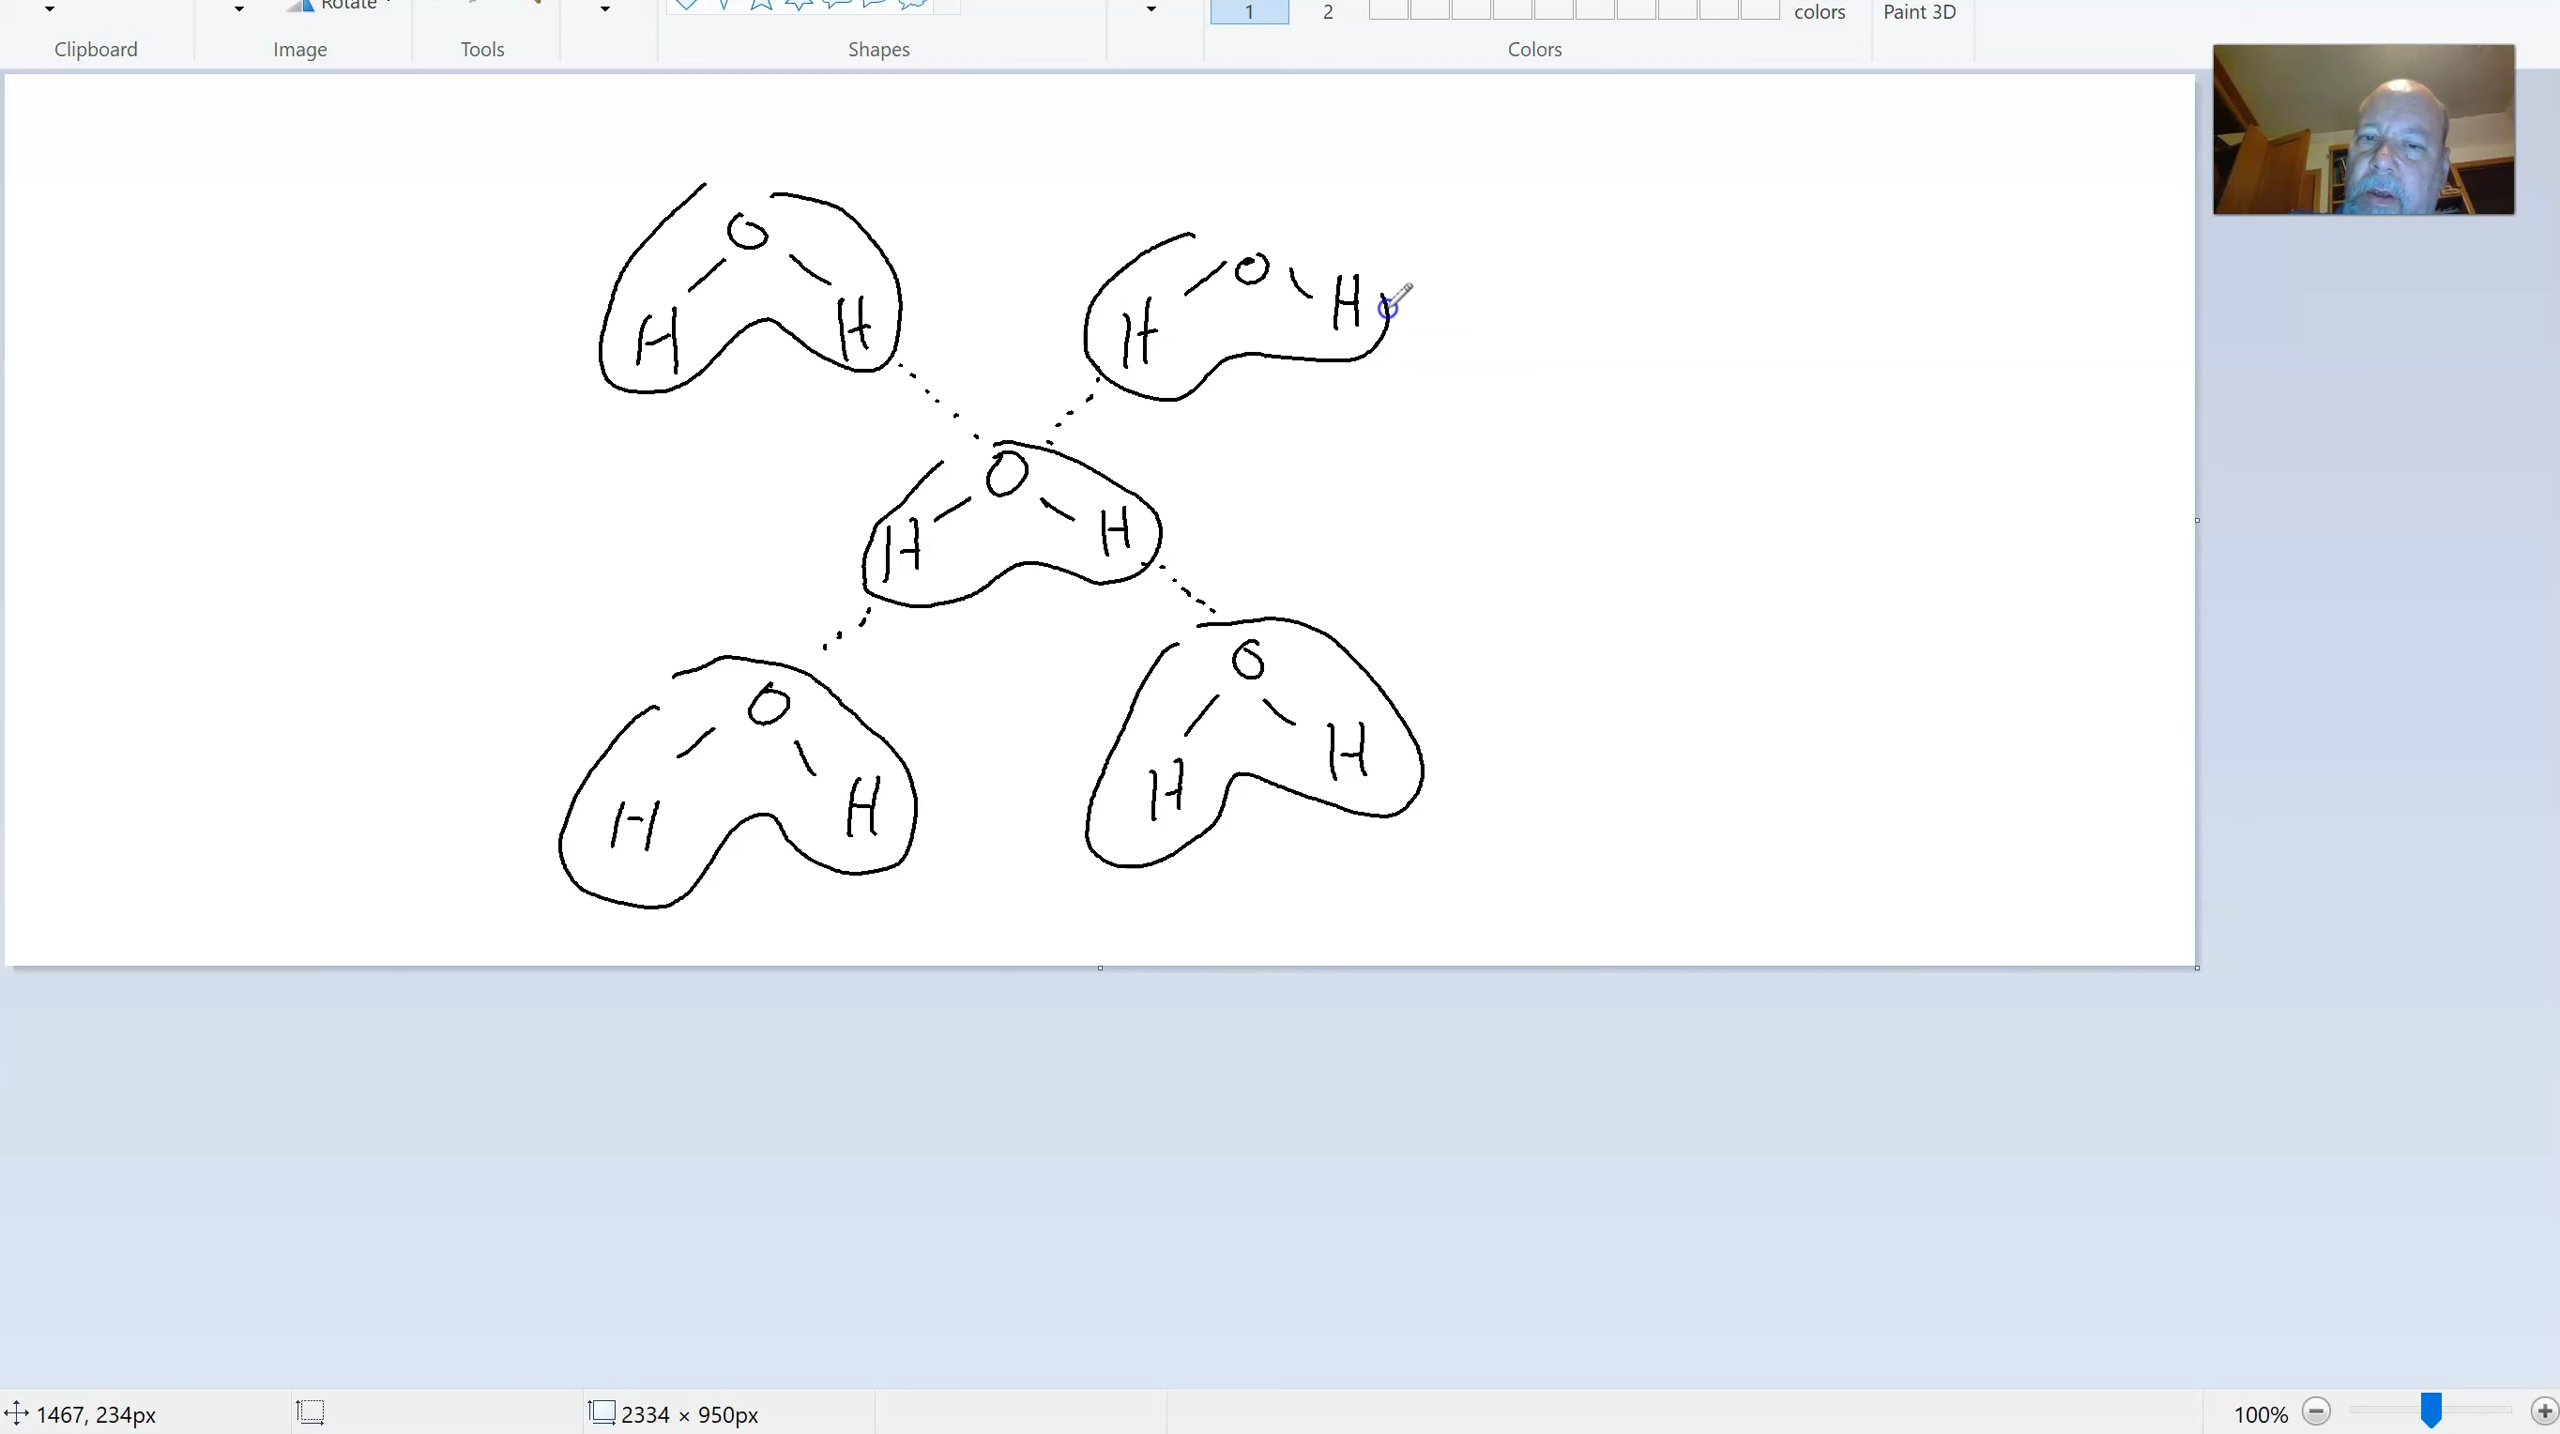 Rotate
1 2 colors Paint 3D
Clipboard Image Tools Shapes Colors
O
H H
O
H H
O
H H
O
H H
O
H H
1467, 234px 2334 × 950px 100%